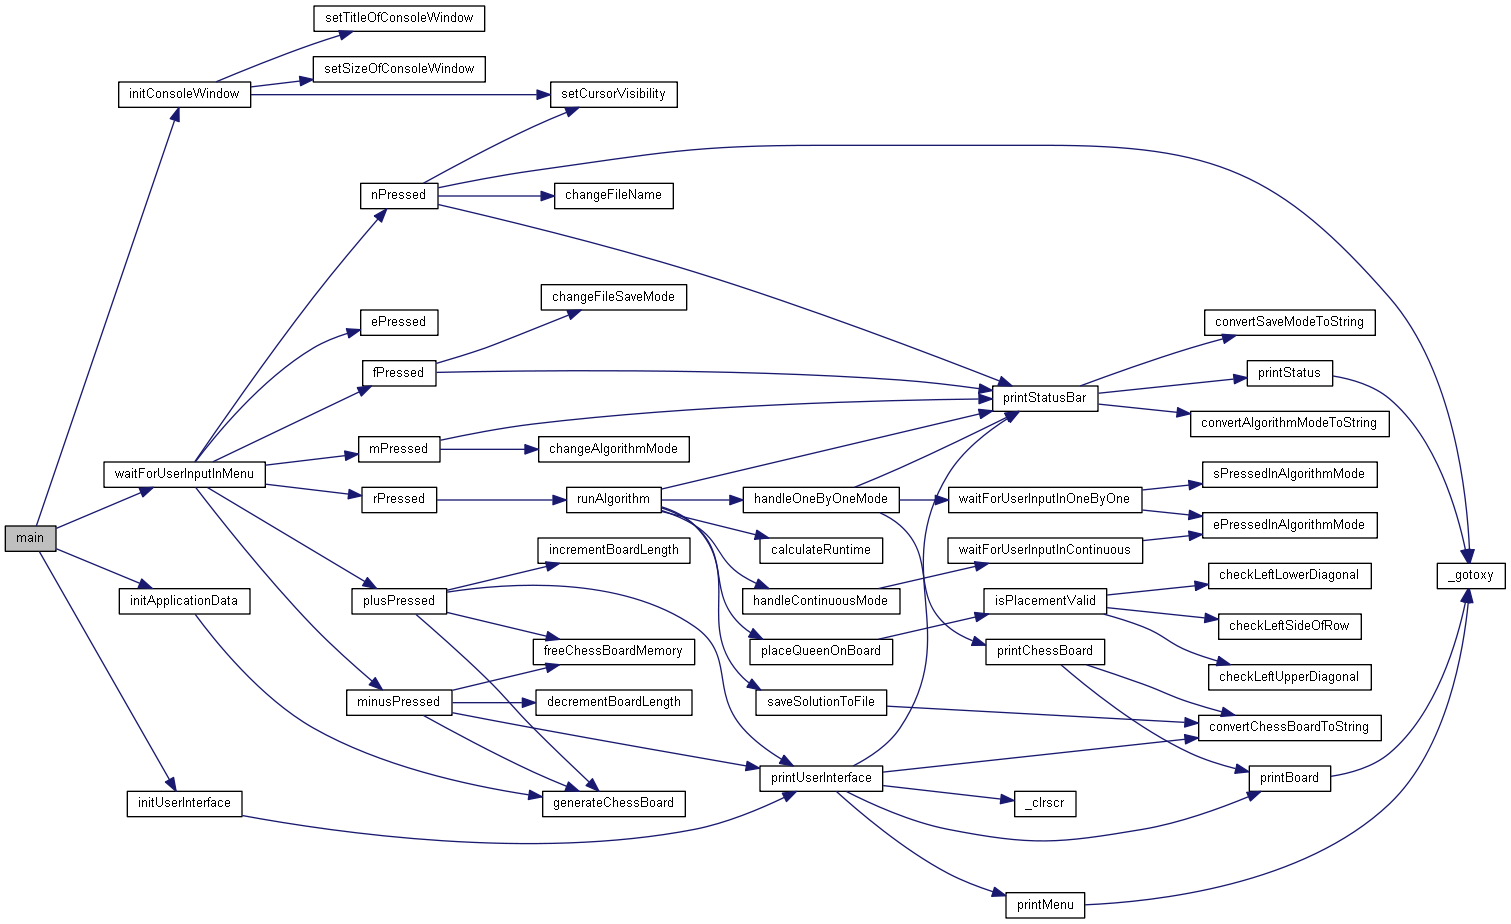 setTitleOfConsoleWindow
setSizeOfConsoleWindow
initConsoleWindow
setCursorVisibility
nPressed
changeFileName
changeFileSaveMode
ePressed
convertSaveModeToString
fPressed
printStatus
printStatusBar
convertAlgorithmModeToString
mPressed
changeAlgorithmMode
waitForUserInputInMenu
sPressedInAlgorithmMode
rPressed
runAlgorithm
handleOneByOneMode
waitForUserInputInOneByOne
ePressedInAlgorithmMode
main
incrementBoardLength
calculateRuntime
waitForUserInputInContinuous
checkLeftLowerDiagonal
_gotoxy
initApplicationData
plusPressed
handleContinuousMode
isPlacementValid
checkLeftSideOfRow
freeChessBoardMemory
placeQueenOnBoard
printChessBoard
checkLeftUpperDiagonal
minusPressed
decrementBoardLength
saveSolutionToFile
convertChessBoardToString
printUserInterface
printBoard
initUserInterface
generateChessBoard
_clrscr
printMenu